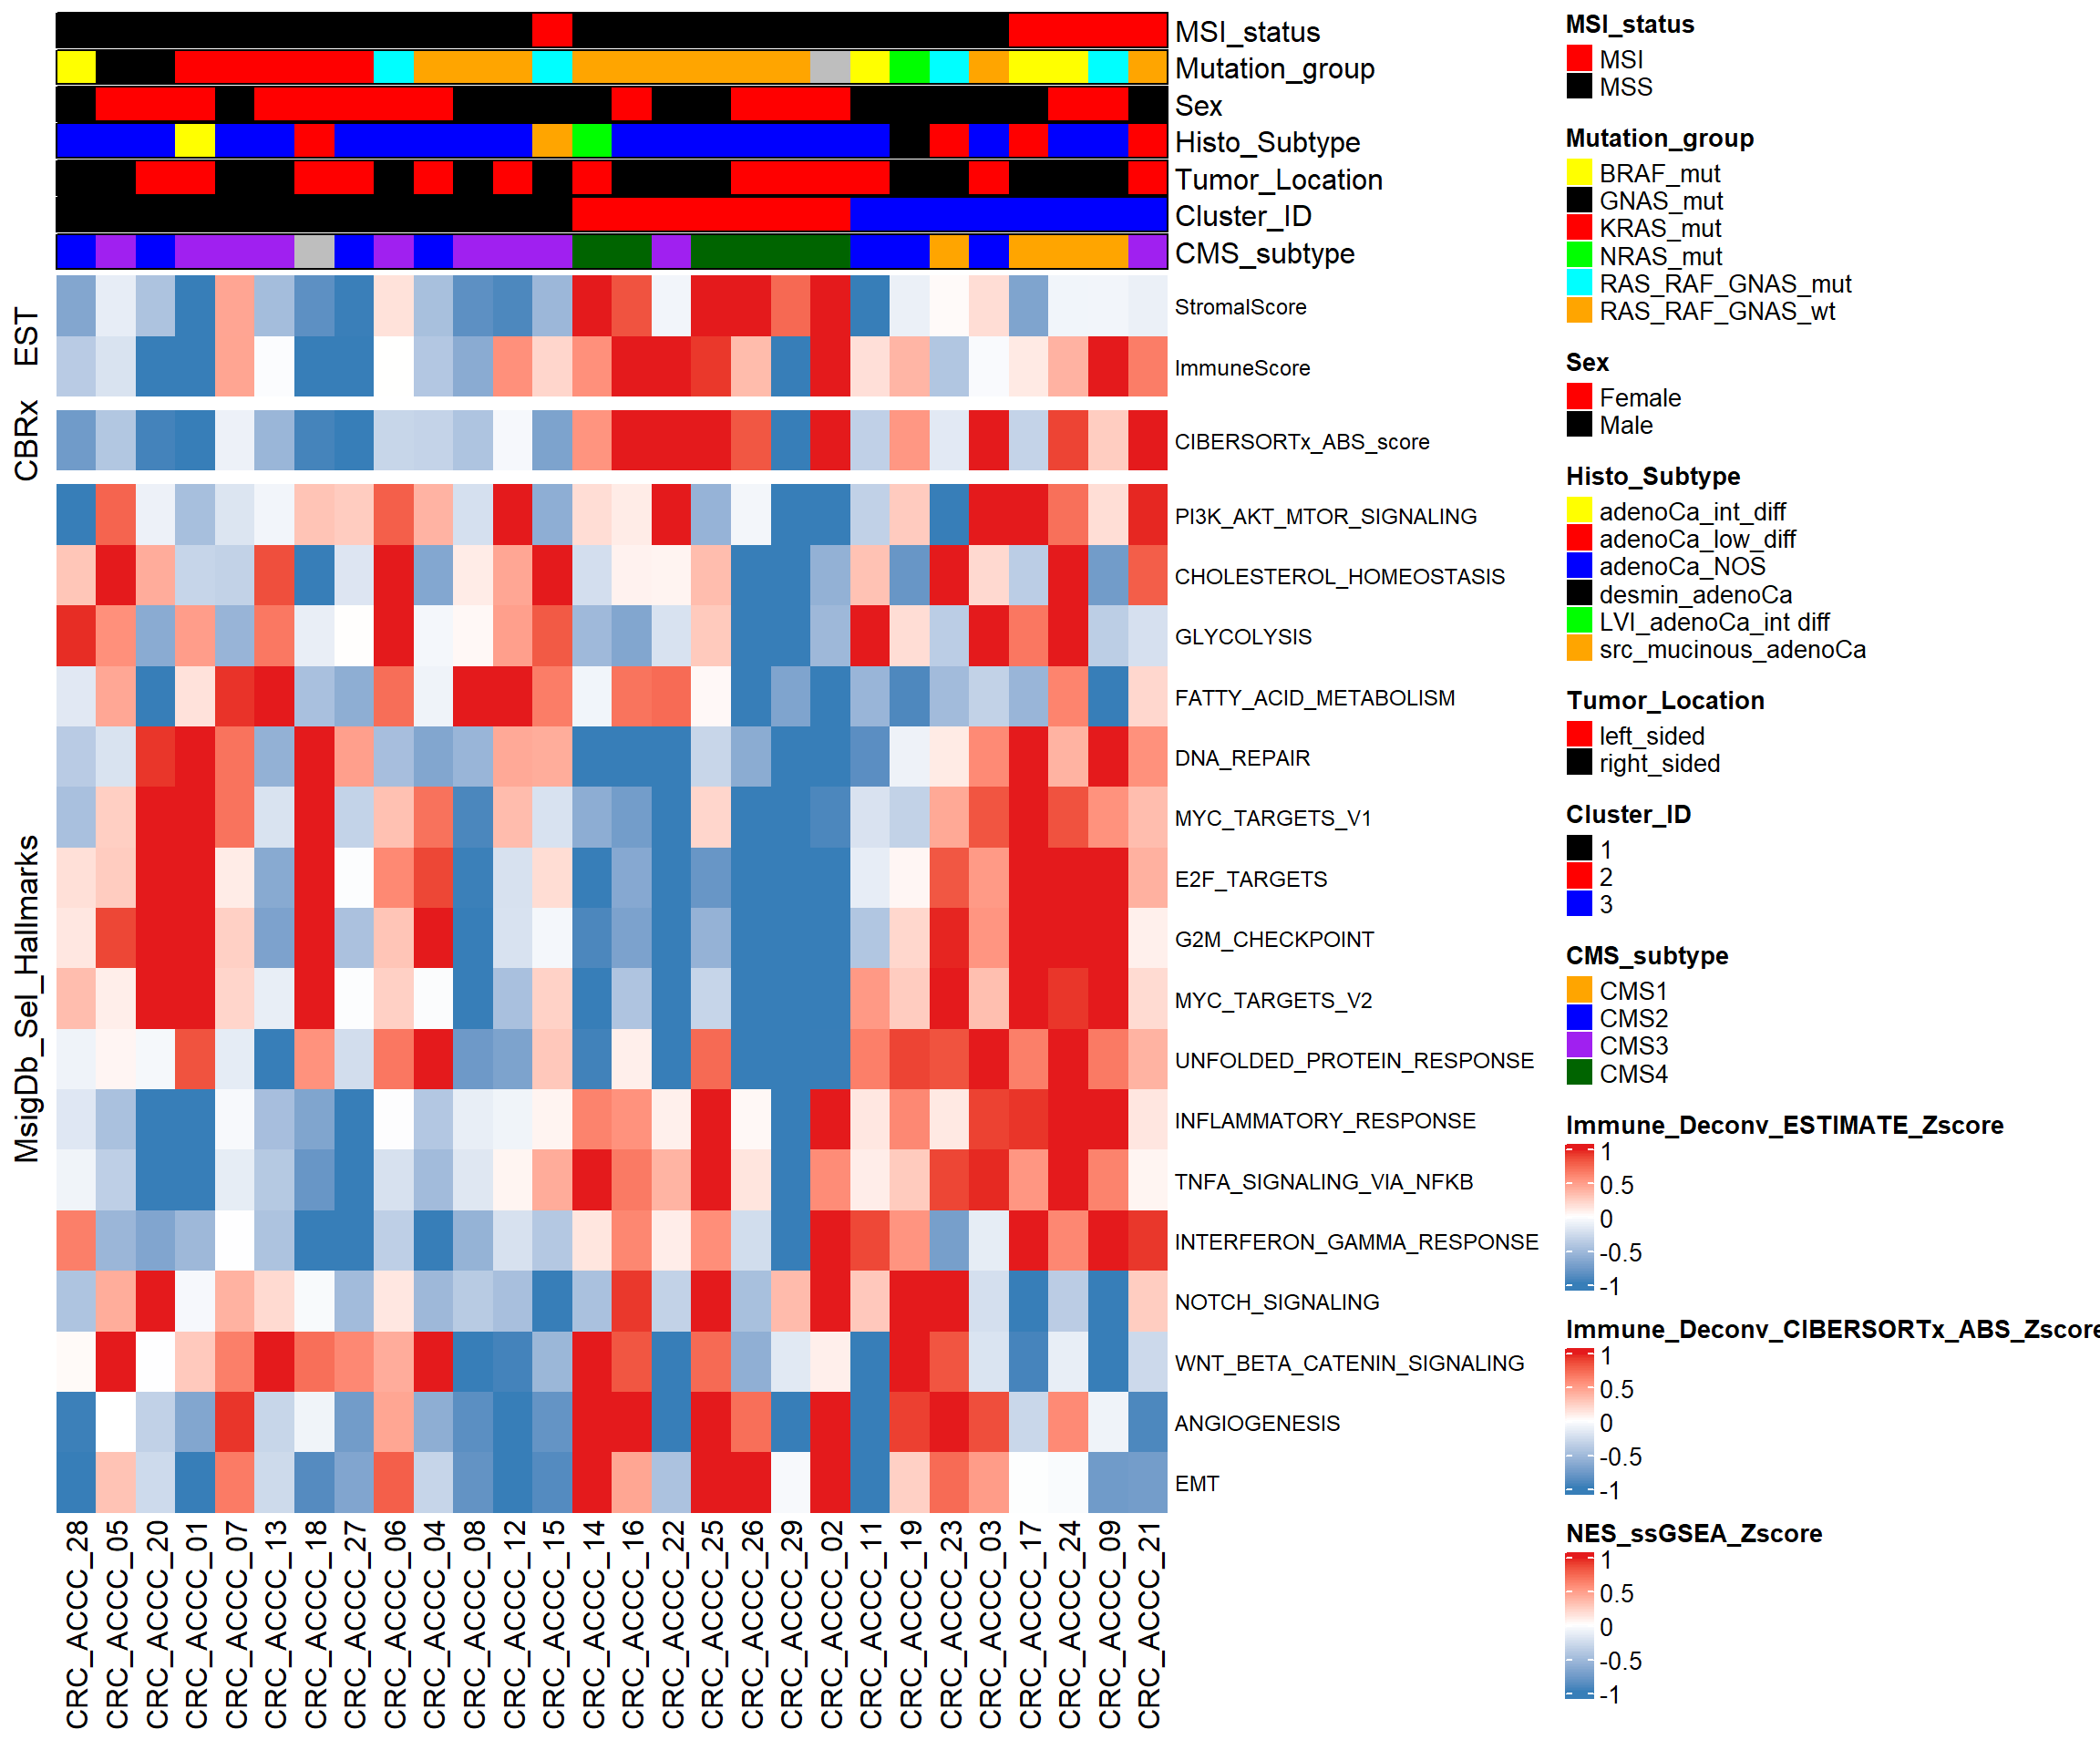 MSI_status
Mutation_group
Sex
Histo_Subtype
Tumor_Location
Cluster_ID
CMS_subtype
EST
StromalScore
ImmuneScore
CBRx
CIBERSORTx_ABS_score
MsigDb_Sel_Hallmarks
PI3K_AKT_MTOR_SIGNALING
CHOLESTEROL_HOMEOSTASIS
GLYCOLYSIS
FATTY_ACID_METABOLISM
DNA_REPAIR
MYC_TARGETS_V1
E2F_TARGETS
G2M_CHECKPOINT
MYC_TARGETS_V2
UNFOLDED_PROTEIN_RESPONSE
INFLAMMATORY_RESPONSE
TNFA_SIGNALING_VIA_NFKB
INTERFERON_GAMMA_RESPONSE
NOTCH_SIGNALING
WNT_BETA_CATENIN_SIGNALING
ANGIOGENESIS
EMT
CRC_ACCC_28
CRC_ACCC_05
CRC_ACCC_20
CRC_ACCC_01
CRC_ACCC_07
CRC_ACCC_13
CRC_ACCC_18
CRC_ACCC_27
CRC_ACCC_06
CRC_ACCC_04
CRC_ACCC_08
CRC_ACCC_12
CRC_ACCC_15
CRC_ACCC_14
CRC_ACCC_16
CRC_ACCC_22
CRC_ACCC_25
CRC_ACCC_26
CRC_ACCC_29
CRC_ACCC_02
CRC_ACCC_11
CRC_ACCC_19
CRC_ACCC_23
CRC_ACCC_03
CRC_ACCC_17
CRC_ACCC_24
CRC_ACCC_09
CRC_ACCC_21
MSI_status
MSI
MSS
Mutation_group
BRAF_mut
GNAS_mut
KRAS_mut
NRAS_mut
RAS_RAF_GNAS_mut
RAS_RAF_GNAS_wt
Sex
Female
Male
Histo_Subtype
adenoCa_int_diff
adenoCa_low_diff
adenoCa_NOS
desmin_adenoCa
LVI_adenoCa_int diff
src_mucinous_adenoCa
Tumor_Location
left_sided
right_sided
Cluster_ID
1
2
3
CMS_subtype
CMS1
CMS2
CMS3
CMS4
Immune_Deconv_ESTIMATE_Zscore
1
0.5
0
-0.5
-1
Immune_Deconv_CIBERSORTx_ABS_Zscore
1
0.5
0
-0.5
-1
NES_ssGSEA_Zscore
1
0.5
0
-0.5
-1